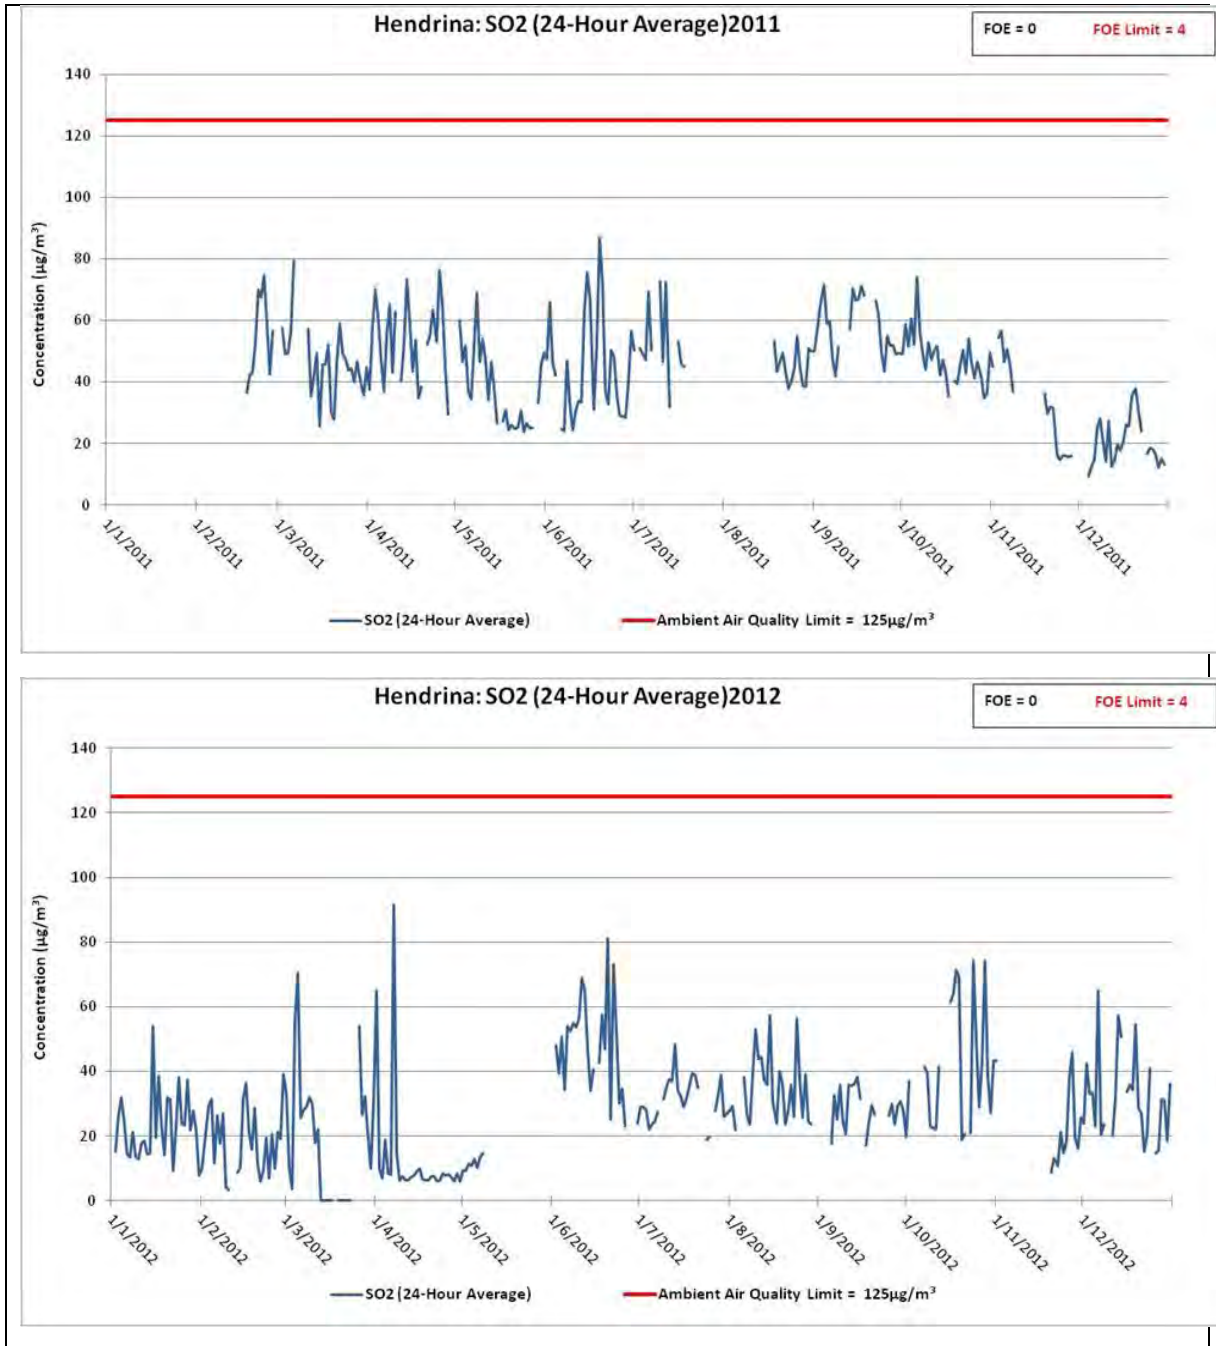 Hendrina: SO2 (24-Hour Average)2011
FOE = 0 FOE Limit = 4
140
120
100
80
60
40
20
0
Concentration (µg/m³)
1/1/2011 1/2/2011 1/3/2011 1/4/2011 1/5/2011 1/6/2011 1/7/2011 1/8/2011 1/9/2011 1/10/2011 1/11/2011 1/12/2011
SO2 (24-Hour Average) Ambient Air Quality Limit = 125µg/m³
Hendrina: SO2 (24-Hour Average)2012
FOE = 0 FOE Limit = 4
140
120
100
80
60
40
20
0
Concentration (µg/m³)
1/1/2012 1/2/2012 1/3/2012 1/4/2012 1/5/2012 1/6/2012 1/7/2012 1/8/2012 1/9/2012 1/10/2012 1/11/2012 1/12/2012
SO2 (24-Hour Average) Ambient Air Quality Limit = 125µg/m³